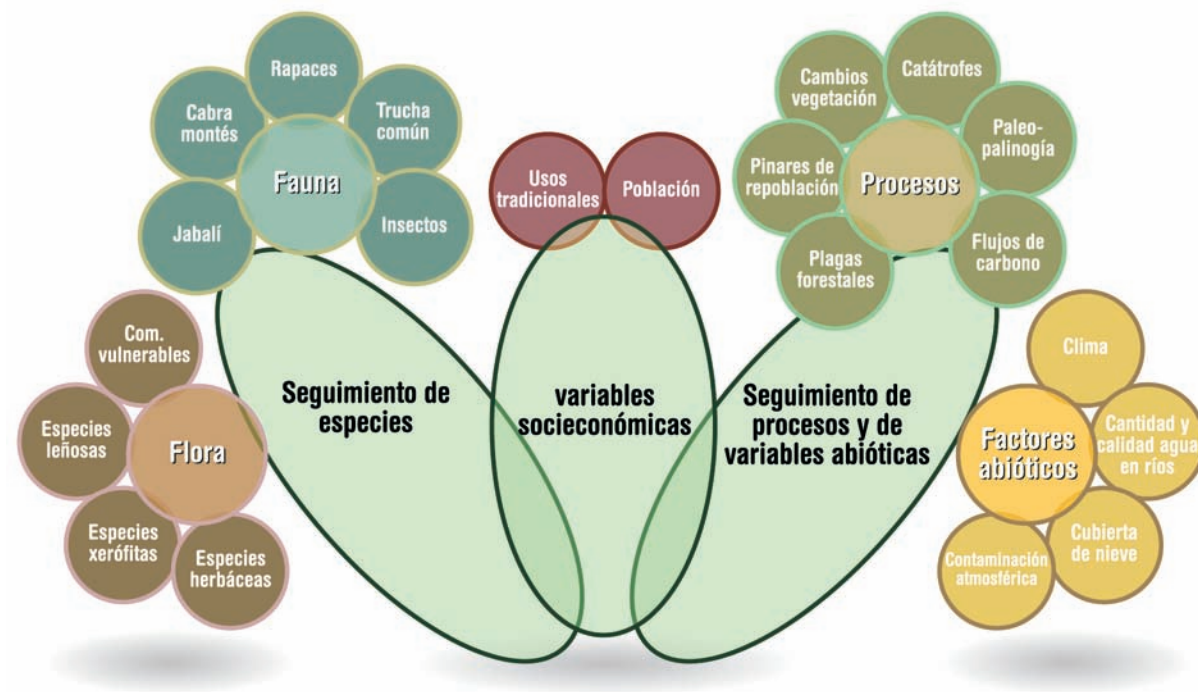 Rapaces
Cabra
montés
Trucha
común
Fauna
Jabalí
Insectos
Com.
vulnerables
Especies
leñosas
Flora
Especies
xerófitas
Especies
herbáceas
Seguimiento de
especies
Usos
tradicionales
Población
variables
socieconómicas
Cambios
vegetación
Catátrofes
Paleo-
palinogía
Pinares de
repoblación
Procesos
Plagas
forestales
Flujos de
carbono
Seguimiento de
procesos y de
variables abióticas
Clima
Factores
abióticos
Cantidad y
calidad agua
en ríos
Cubierta
de nieve
Contaminación
atmosférica